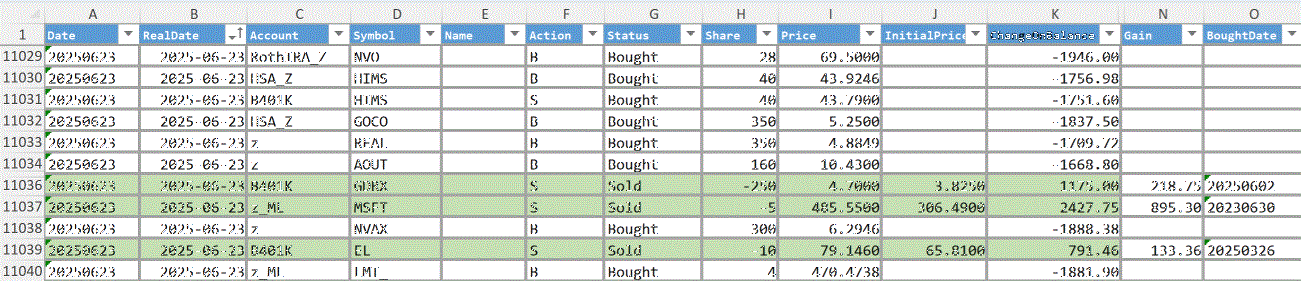 A B C D E F G H I J K N O
1 Date RealDate Account Symbol Name Action Status Share Price InitialPrice ChangeInBalance Gain BoughtDate
11029 20250623 2025-06-23 RothIRA_Z NVO B Bought 28 69.5000 -1946.00
11030 20250623 2025-06-23 HSA_Z HIMS B Bought 40 43.9246 -1756.98
11031 20250623 2025-06-23 B401K HIMS S Bought 40 43.7900 -1751.60
11032 20250623 2025-06-23 HSA_Z GOCO B Bought 350 5.2500 -1837.50
11033 20250623 2025-06-23 z REAL B Bought 350 4.8849 -1709.72
11034 20250623 2025-06-23 z AOUT B Bought 160 10.4300 -1668.80
11036 20250623 2025-06-23 B401K GDRX S Sold -250 4.7000 3.8250 1175.00 218.75 20250602
11037 20250623 2025-06-23 z_ML MSFT S Sold -5 485.5500 306.4900 2427.75 895.30 20230630
11038 20250623 2025-06-23 z NVAX B Bought 300 6.2946 -1888.38
11039 20250623 2025-06-23 B401K EL S Sold 10 79.1460 65.8100 791.46 133.36 20250326
11040 20250623 2025-06-23 z_ML LMT_ B Bought 4 470.4738 -1881.90